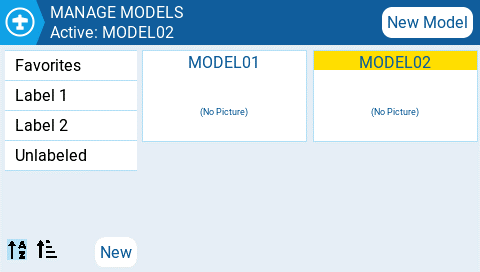 MANAGE MODELS
Active: MODEL02
New Model
Favorites
Label 1
Label 2
Unlabeled
MODEL01
(No Picture)
MODEL02
(No Picture)
A
Z
New